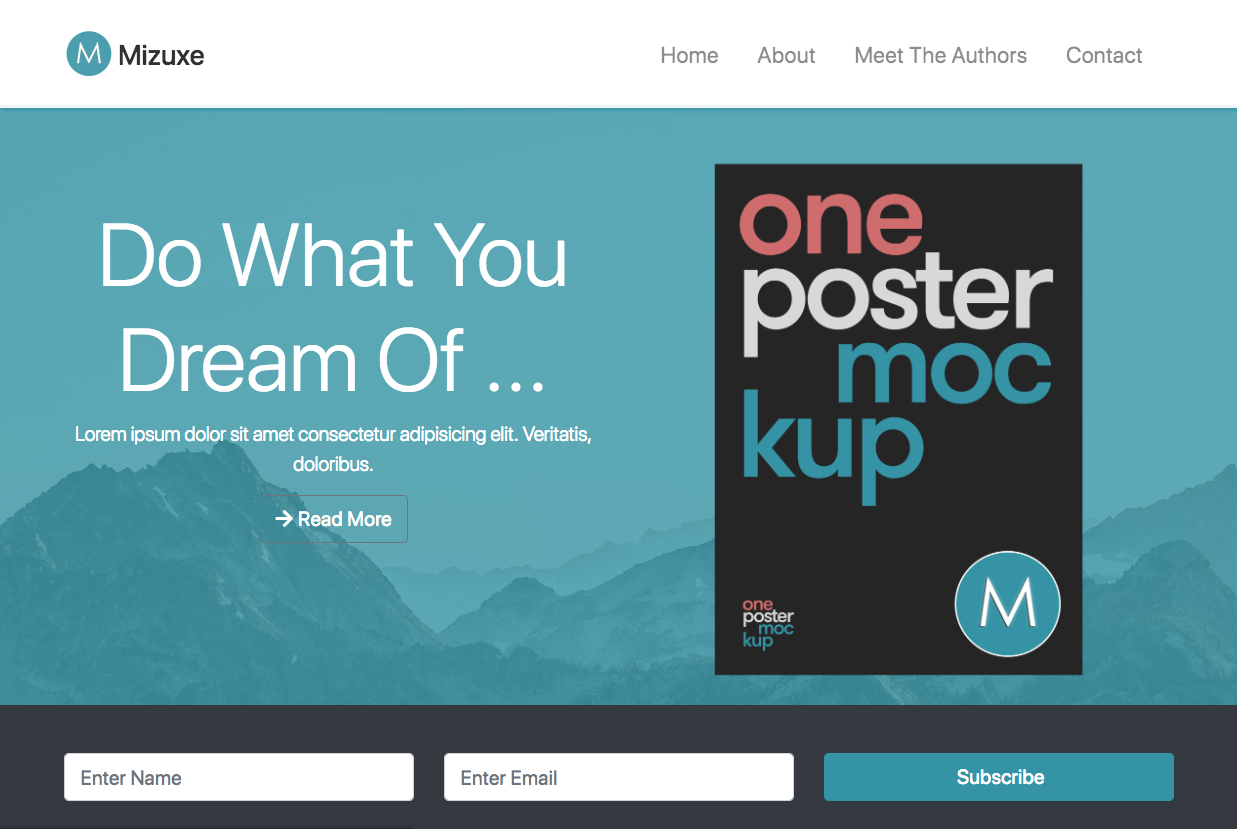 M Mizuxe
Home About Meet The Authors Contact
Do What You
Dream Of ...
Lorem ipsum dolor sit amet consectetur adipisicing elit. Veritatis,
doloribus.
Read More
one
poster
moc
kup
one
poster
moc
kup
M
Enter Name
Enter Email
Subscribe